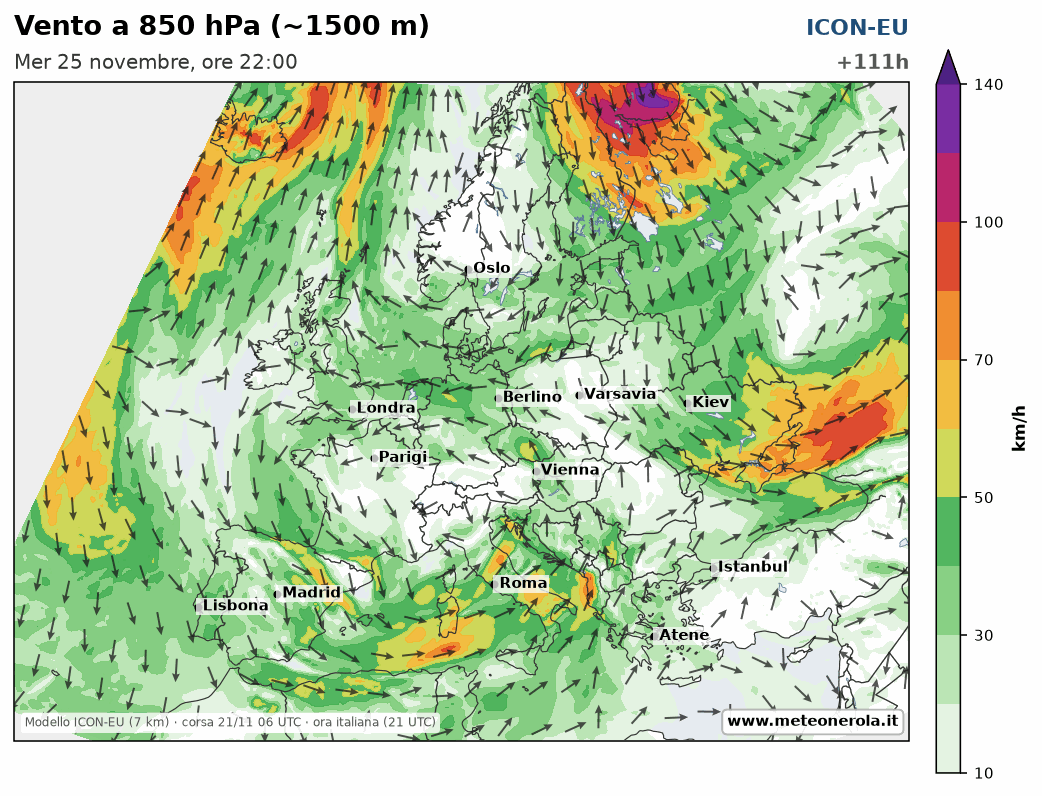 Vento a 850 hPa (~1500 m)
ICON-EU
Mer 25 novembre, ore 22:00
+111h
140
100
70
50
30
10
km/h
Oslo
Londra
Berlino
Varsavia
Kiev
Parigi
Vienna
Istanbul
Roma
Madrid
Lisbona
Atene
Modello ICON-EU (7 km) · corsa 21/11 06 UTC · ora italiana (21 UTC)
www.meteonerola.it